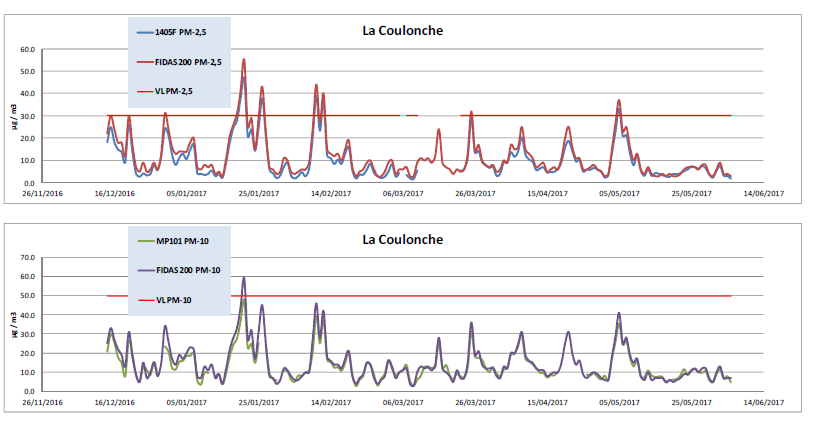 La Coulonche
1405F PM-2,5
FIDAS 200 PM-2,5
VL PM-2,5
µg / m3
60.0
50.0
40.0
30.0
20.0
10.0
0.0
26/11/2016 16/12/2016 05/01/2017 25/01/2017 14/02/2017 06/03/2017 26/03/2017 15/04/2017 05/05/2017 25/05/2017 14/06/2017
La Coulonche
MP101 PM-10
FIDAS 200 PM-10
VL PM-10
µg / m3
70.0
60.0
50.0
40.0
30.0
20.0
10.0
0.0
26/11/2016 16/12/2016 05/01/2017 25/01/2017 14/02/2017 06/03/2017 26/03/2017 15/04/2017 05/05/2017 25/05/2017 14/06/2017